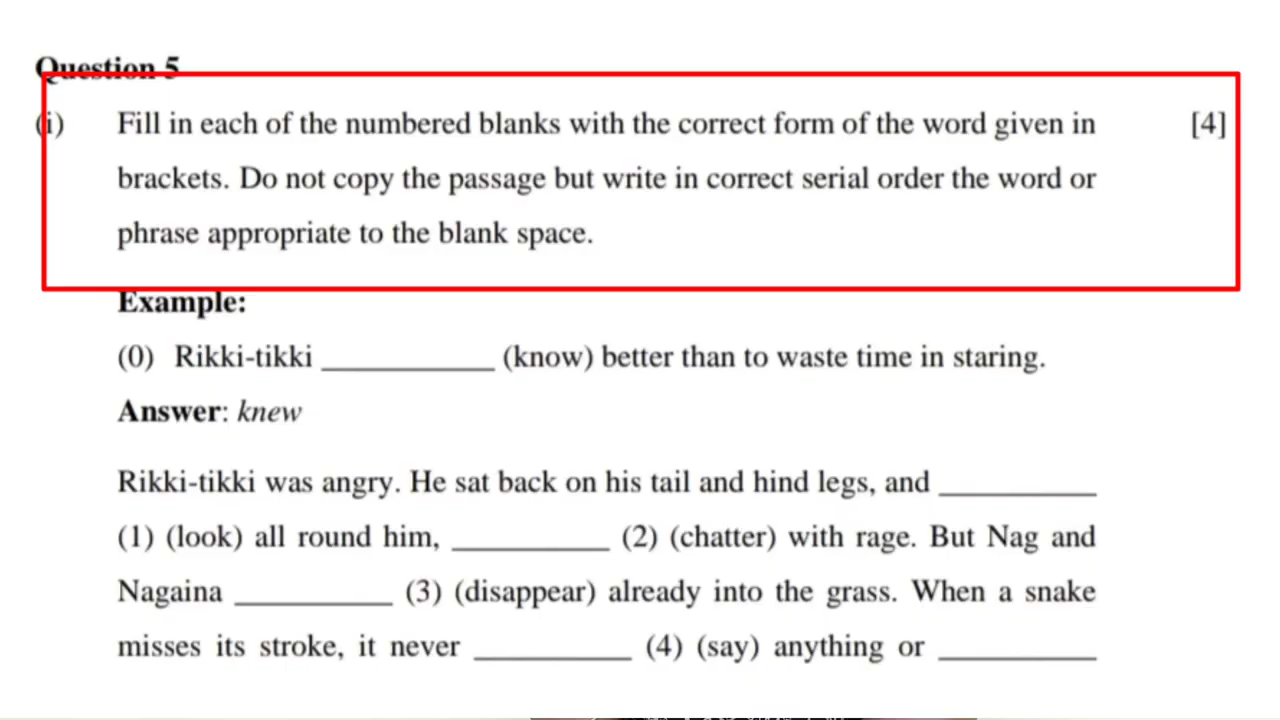 Question 5
(i) Fill in each of the numbered blanks with the correct form of the word given in [4]
brackets. Do not copy the passage but write in correct serial order the word or
phrase appropriate to the blank space.
Example:
(0) Rikki-tikki ____________ (know) better than to waste time in staring.
Answer: knew
Rikki-tikki was angry. He sat back on his tail and hind legs, and ___________
(1) (look) all round him, ___________ (2) (chatter) with rage. But Nag and
Nagaina ___________ (3) (disappear) already into the grass. When a snake
misses its stroke, it never ___________ (4) (say) anything or ___________